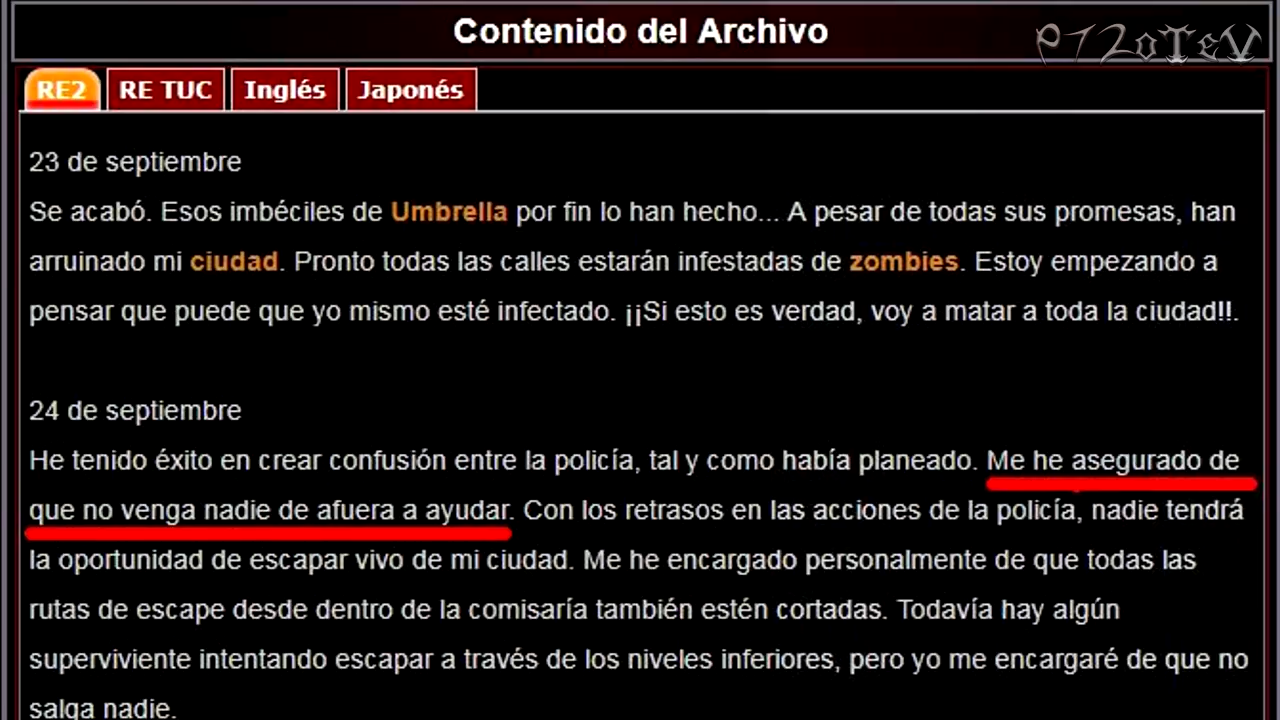 Contenido del Archivo
P12oTeV
RE2 RE TUC Inglés Japonés
23 de septiembre
Se acabó. Esos imbéciles de Umbrella por fin lo han hecho... A pesar de todas sus promesas, han
arruinado mi ciudad. Pronto todas las calles estarán infestadas de zombies. Estoy empezando a
pensar que puede que yo mismo esté infectado. ¡¡Si esto es verdad, voy a matar a toda la ciudad!!.
24 de septiembre
He tenido éxito en crear confusión entre la policía, tal y como había planeado. Me he asegurado de
que no venga nadie de afuera a ayudar. Con los retrasos en las acciones de la policía, nadie tendrá
la oportunidad de escapar vivo de mi ciudad. Me he encargado personalmente de que todas las
rutas de escape desde dentro de la comisaría también estén cortadas. Todavía hay algún
superviviente intentando escapar a través de los niveles inferiores, pero yo me encargaré de que no
salga nadie.